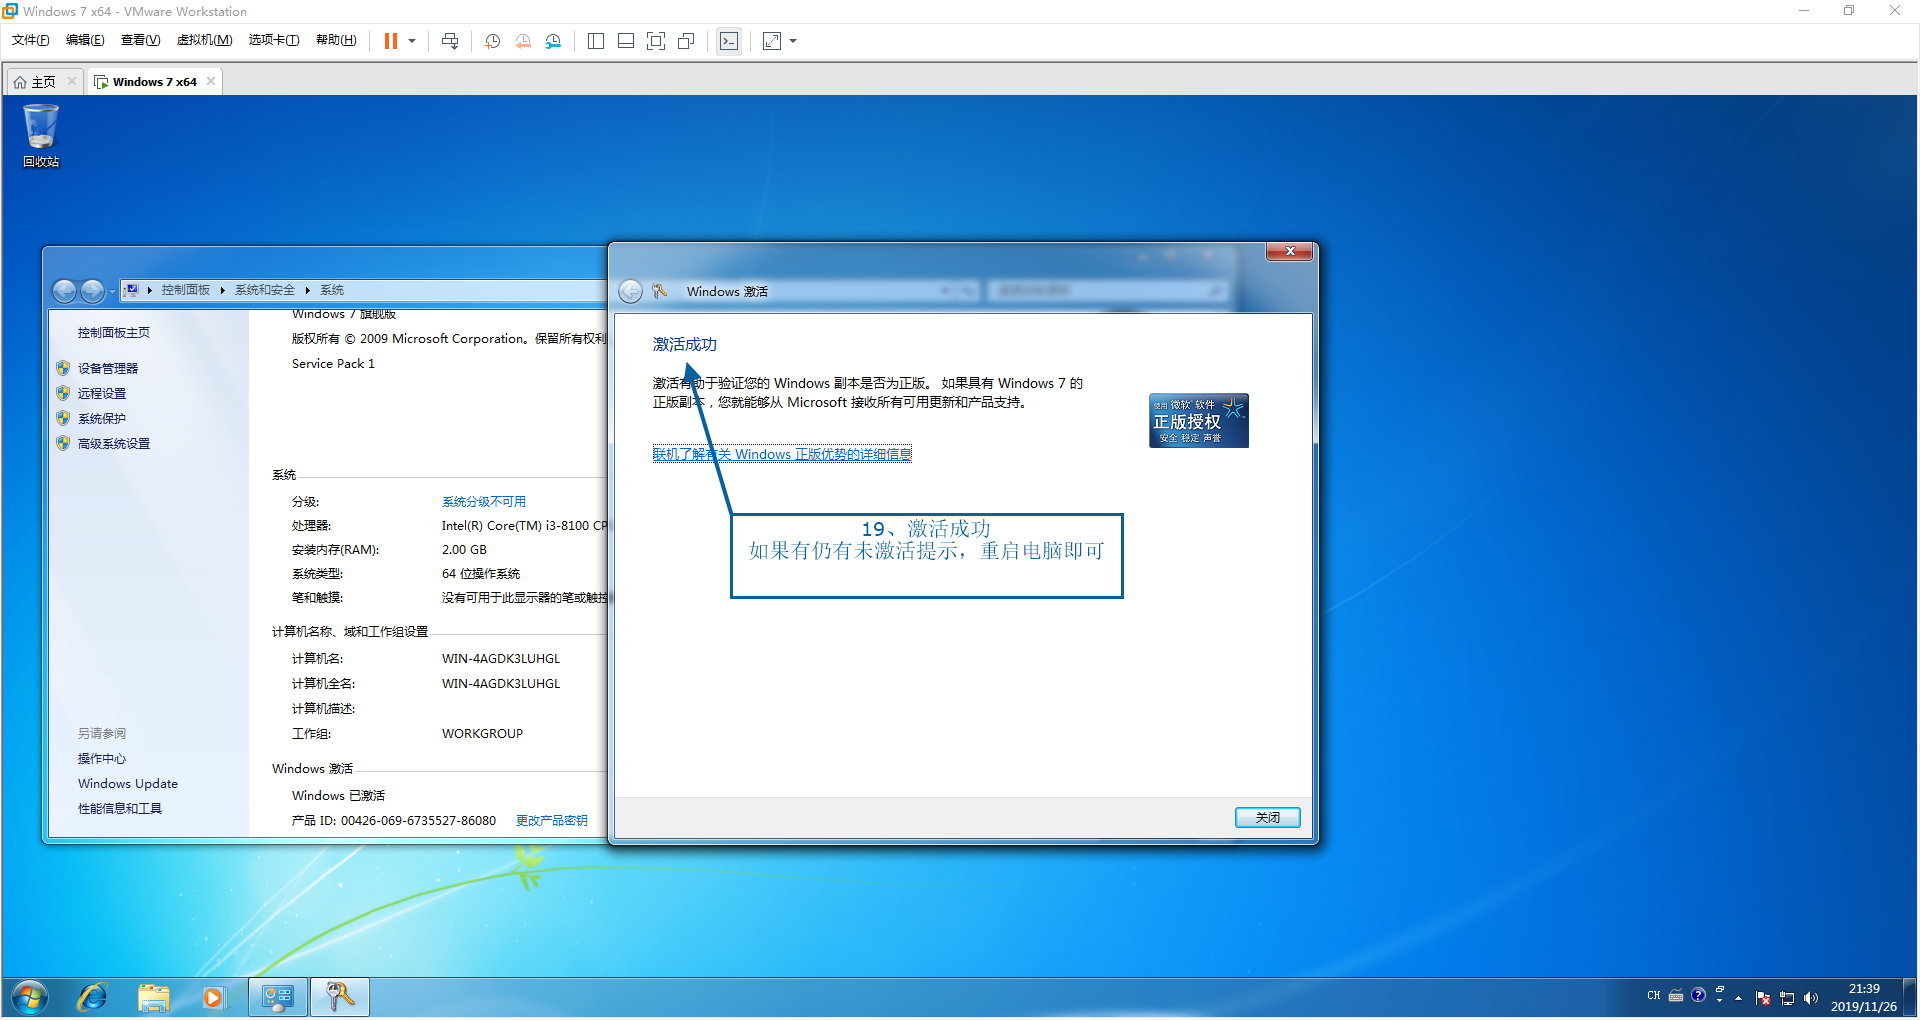 Windows 7 x64 - VMware Workstation
文件(F) 编辑(E) 查看(V) 虚拟机(M) 选项卡(T) 帮助(H)
主页 Windows 7 x64
回收站
控制面板 系统和安全 系统
控制面板主页
设备管理器
远程设置
系统保护
高级系统设置
另请参阅
操作中心
Windows Update
性能信息和工具
Windows 7 旗舰版
版权所有 © 2009 Microsoft Corporation。保留所有权利
Service Pack 1
系统
分级: 系统分级不可用
处理器: Intel(R) Core(TM) i3-8100 CP
安装内存(RAM): 2.00 GB
系统类型: 64 位操作系统
笔和触摸: 没有可用于此显示器的笔或触控
计算机名称、域和工作组设置
计算机名: WIN-4AGDK3LUHGL
计算机全名: WIN-4AGDK3LUHGL
计算机描述:
工作组: WORKGROUP
Windows 激活
Windows 已激活
产品 ID: 00426-069-6735527-86080 更改产品密钥
Windows 激活
激活成功
激活有助于验证您的 Windows 副本是否为正版。 如果具有 Windows 7 的
正版副本，您就能够从 Microsoft 接收所有可用更新和产品支持。
使用 微软 软件
正版授权
安全 稳定 声誉
联机了解有关 Windows 正版优势的详细信息
19、激活成功
如果有仍有未激活提示，重启电脑即可
关闭
CH
21:39
2019/11/26